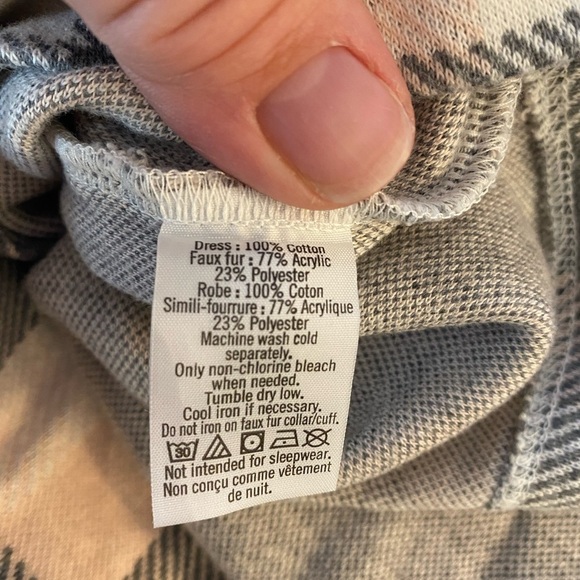 Dress : 100% Cotton
Faux fur : 77% Acrylic
23% Polyester
Robe : 100% Coton
Simili-fourrure : 77% Acrylique
23% Polyester
Machine wash cold
separately.
Only non-chlorine bleach
when needed.
Tumble dry low.
Cool iron if necessary.
Do not iron on faux fur collar/cuff.
30
Not intended for sleepwear.
Non conçu comme vêtement
de nuit.